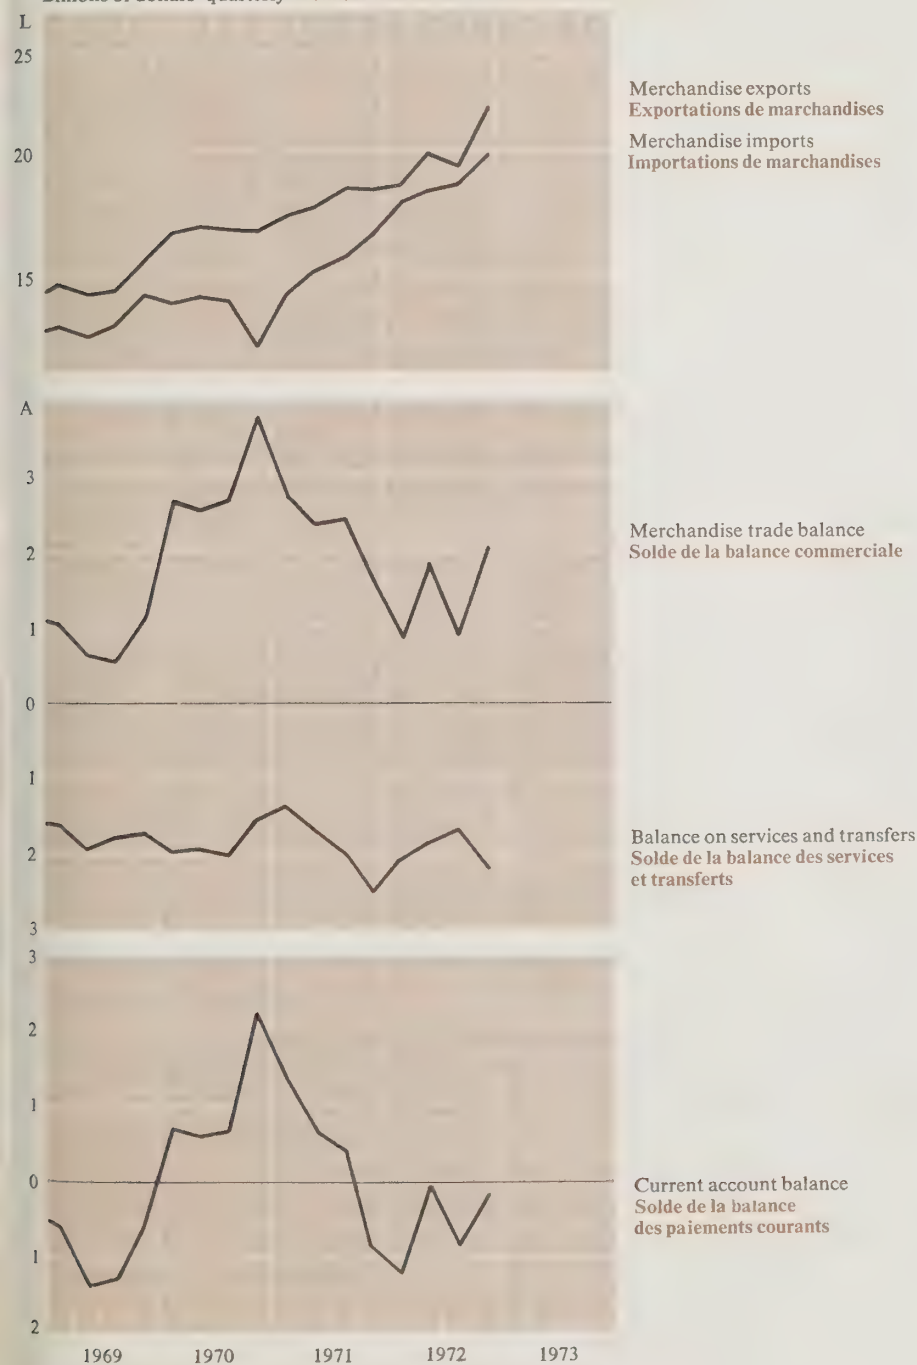 L
25
20
15
Merchandise exports
Exportations de marchandises
Merchandise imports
Importations de marchandises
A
3
2
1
0
1
2
3
Merchandise trade balance
Solde de la balance commerciale
Balance on services and transfers
Solde de la balance des services
et transferts
3
2
1
0
1
2
Current account balance
Solde de la balance
des paiements courants
1969 1970 1971 1972 1973